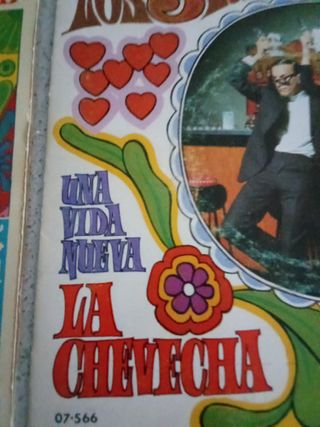 UNA
VIDA
NUEVA
LA
CHEVECHA
07-566